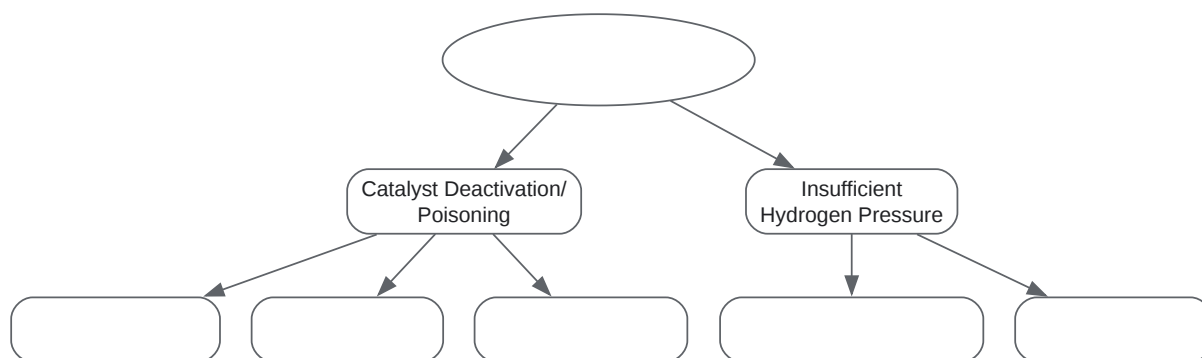 Catalyst Deactivation/
Poisoning
Insufficient
Hydrogen Pressure